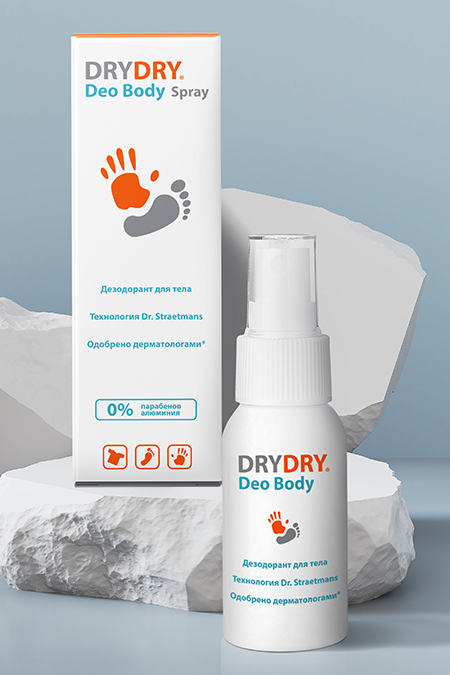 DRYDRY®
Deo Body Spray
Дезодорант для тела
Технология Dr. Straetmans
Одобрено дерматологами*
0% парабенов
алюминия
DRYDRY®
Deo Body
Дезодорант для тела
Технология Dr. Straetmans
Одобрено дерматологами*